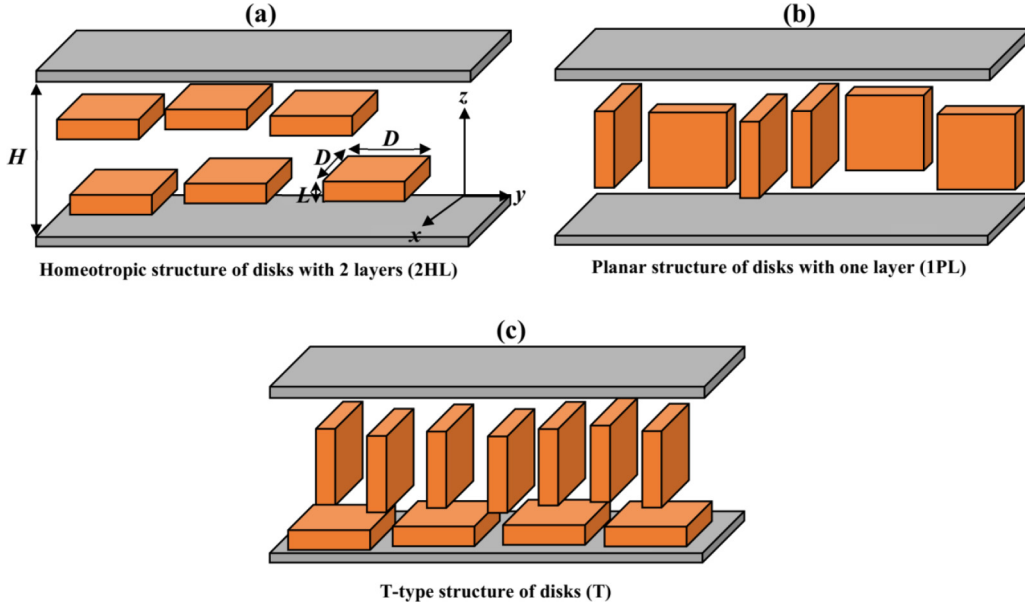 (a)
(b)
H
D
D
L
z
y
x
Homeotropic structure of disks with 2 layers (2HL)
Planar structure of disks with one layer (1PL)
(c)
T-type structure of disks (T)